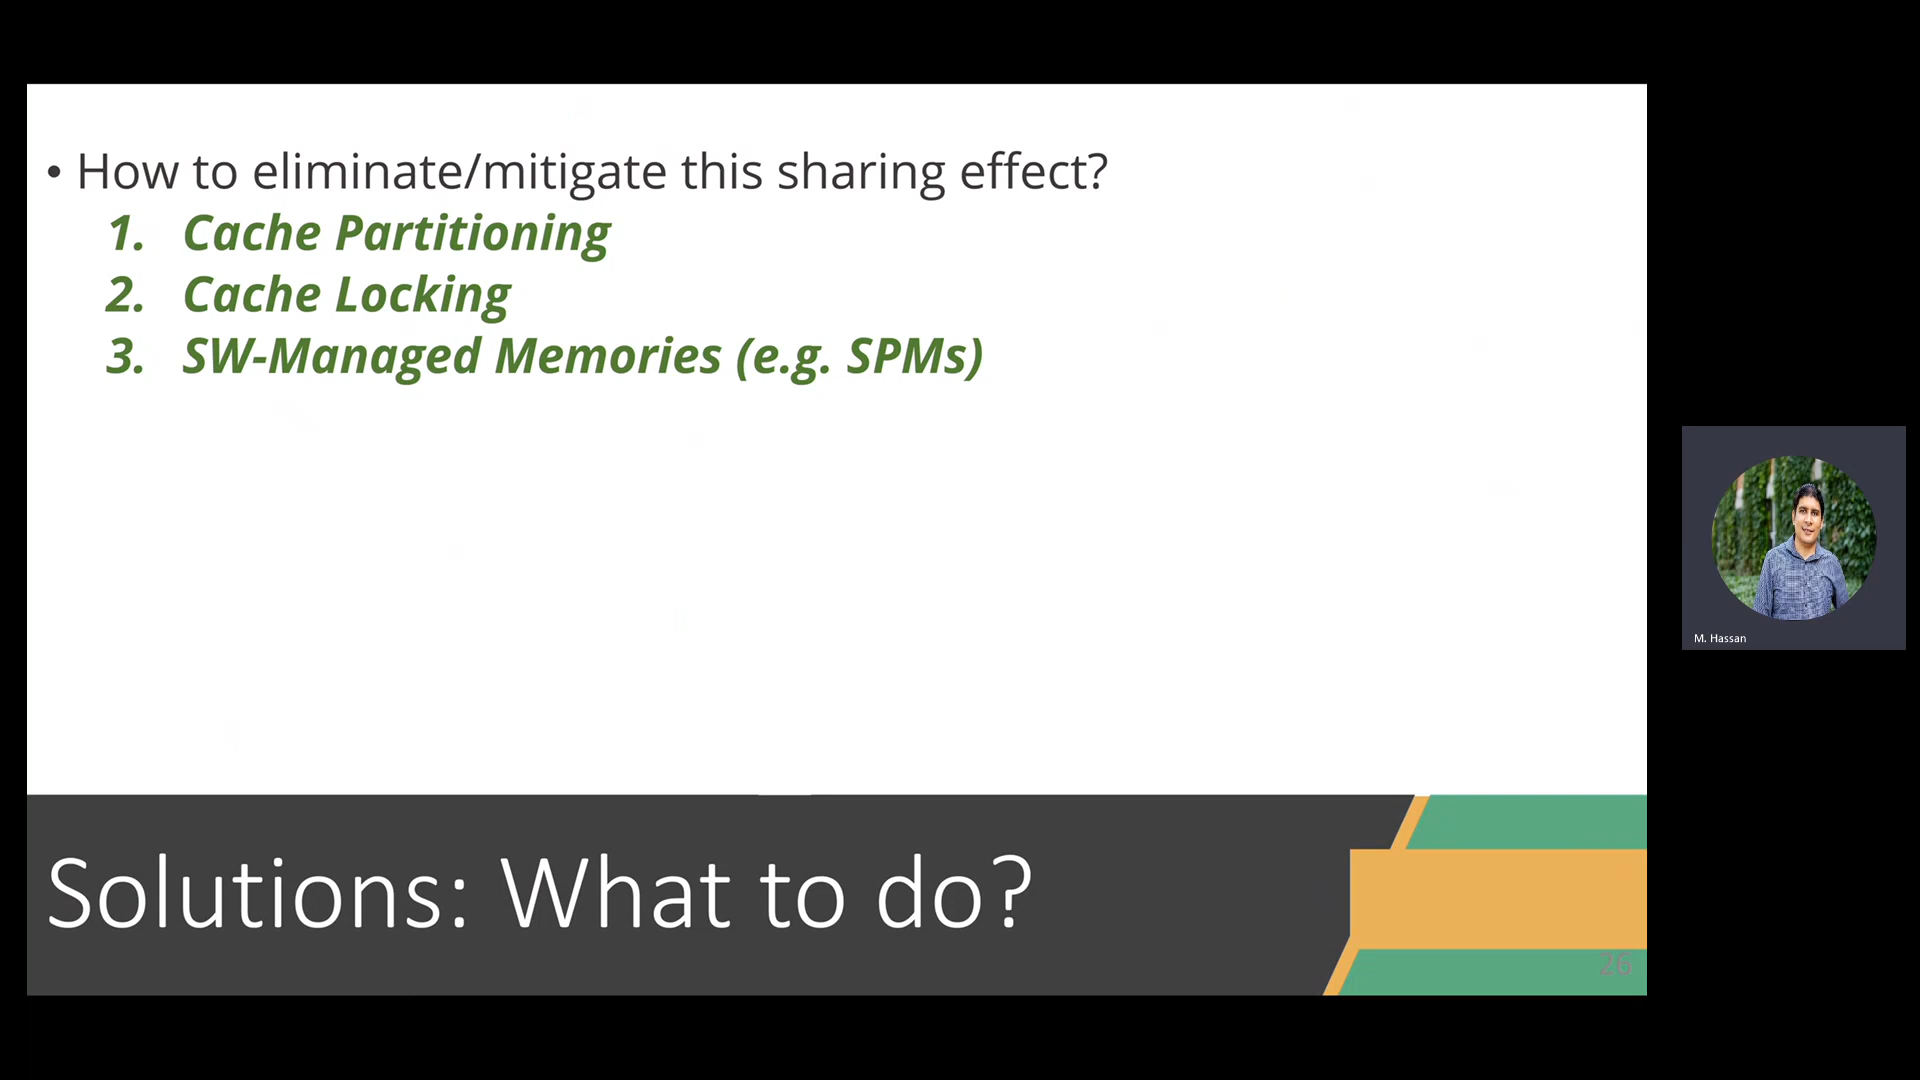 • How to eliminate/mitigate this sharing effect?
1. Cache Partitioning
2. Cache Locking
3. SW-Managed Memories (e.g. SPMs)
M. Hassan
Solutions: What to do?
26